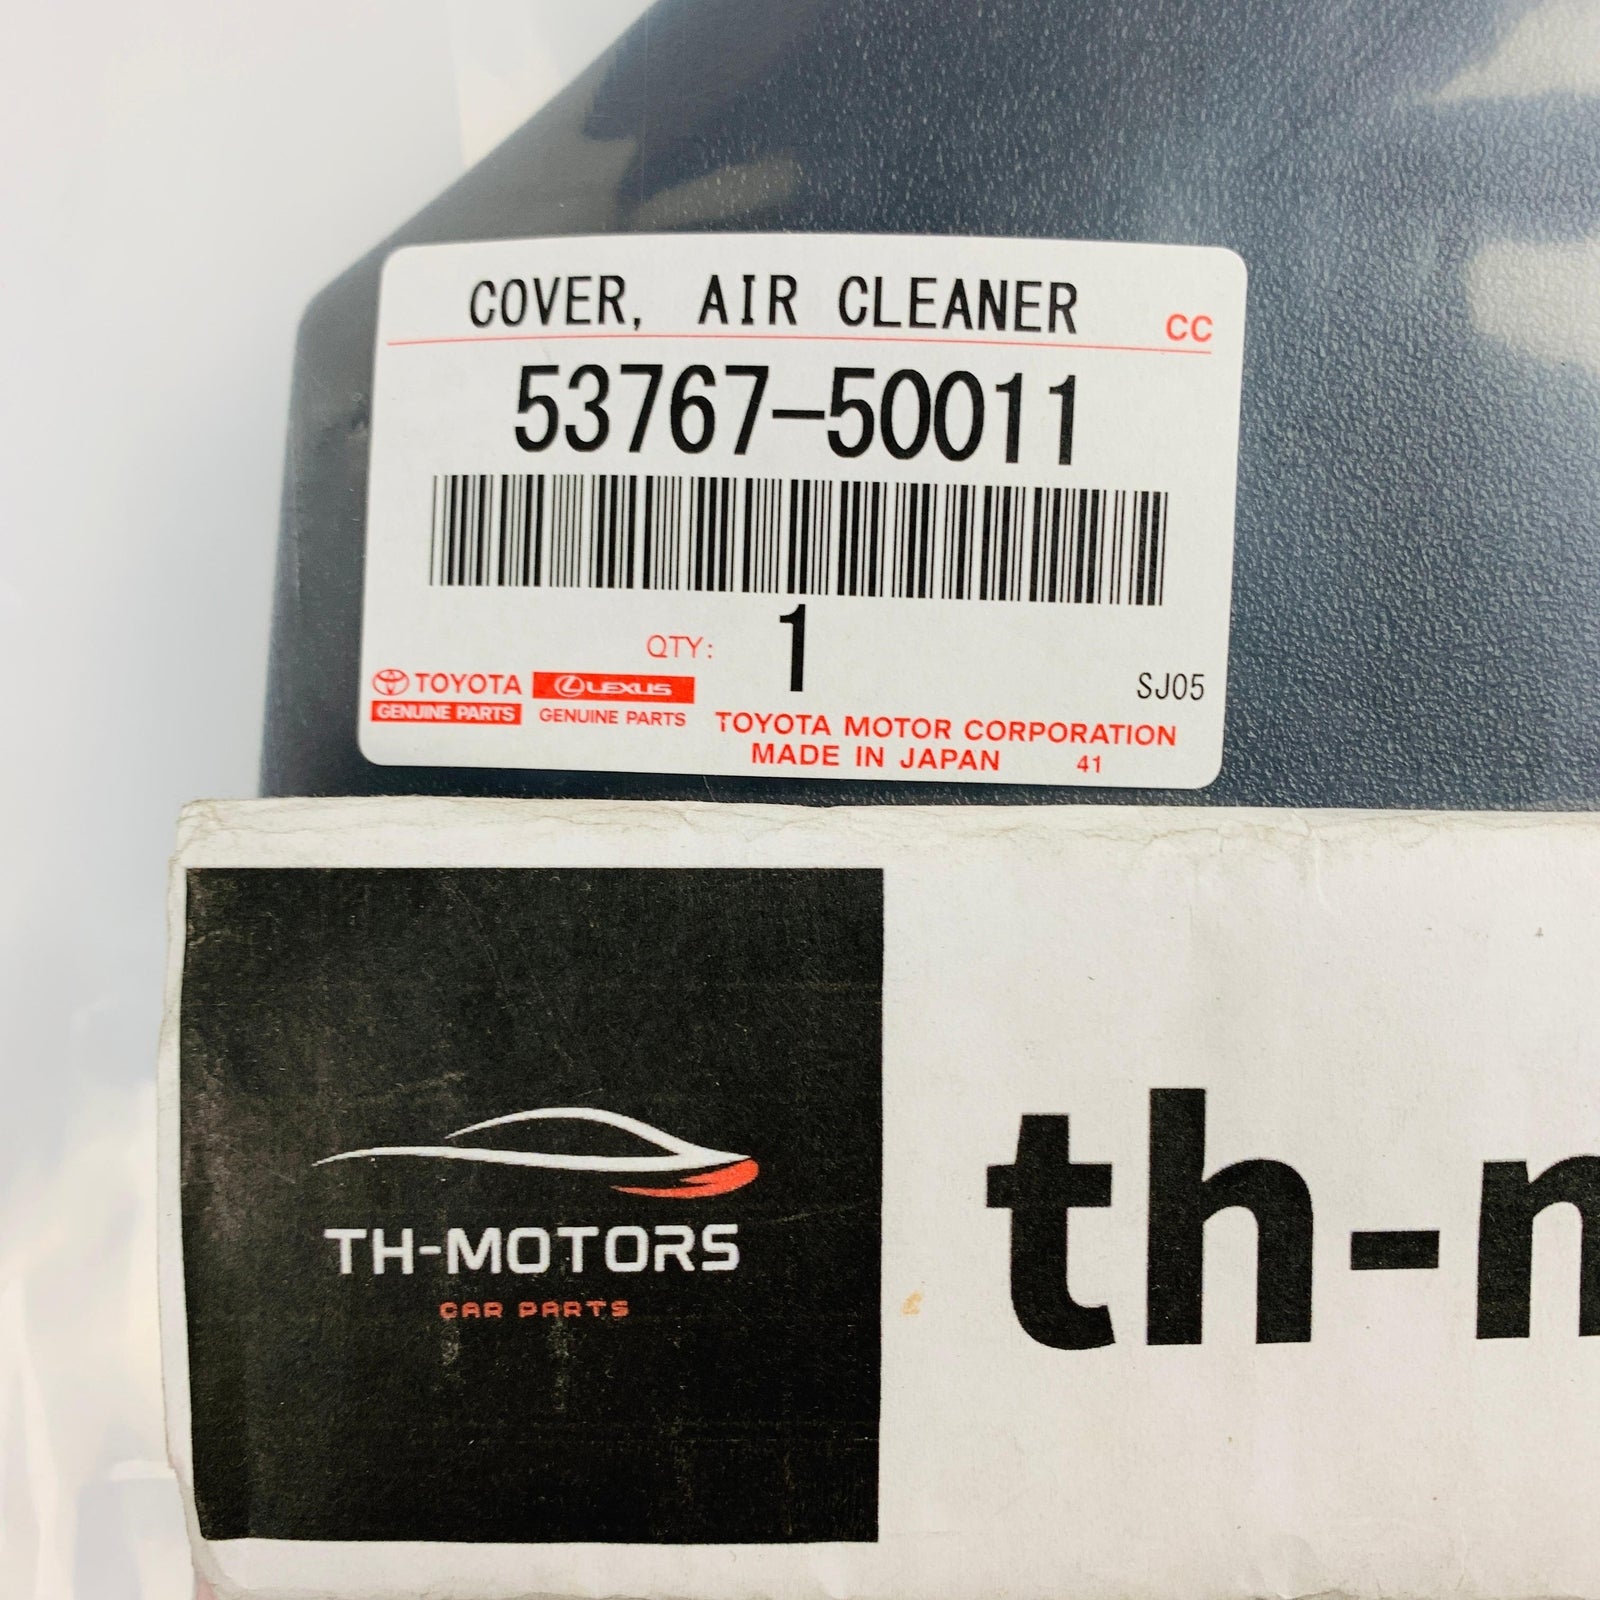 COVER, AIR CLEANER
CC
53767-50011
QTY: 1
TOYOTA LEXUS SJ05
GENUINE PARTS GENUINE PARTS TOYOTA MOTOR CORPORATION
MADE IN JAPAN 41
TH-MOTORS
CAR PARTS
th-